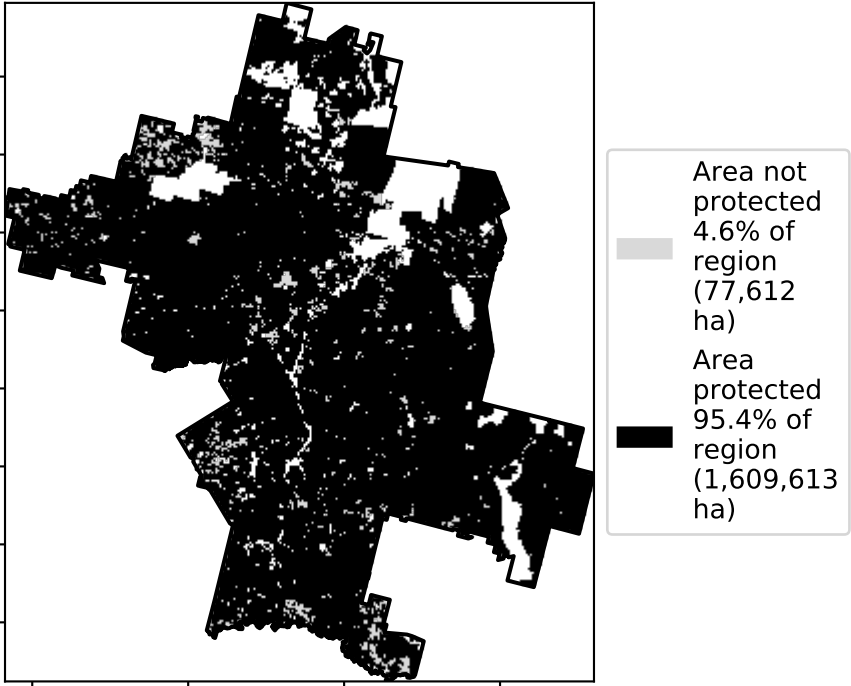 Area not
protected
4.6% of
region
(77,612
ha)
Area
protected
95.4% of
region
(1,609,613
ha)